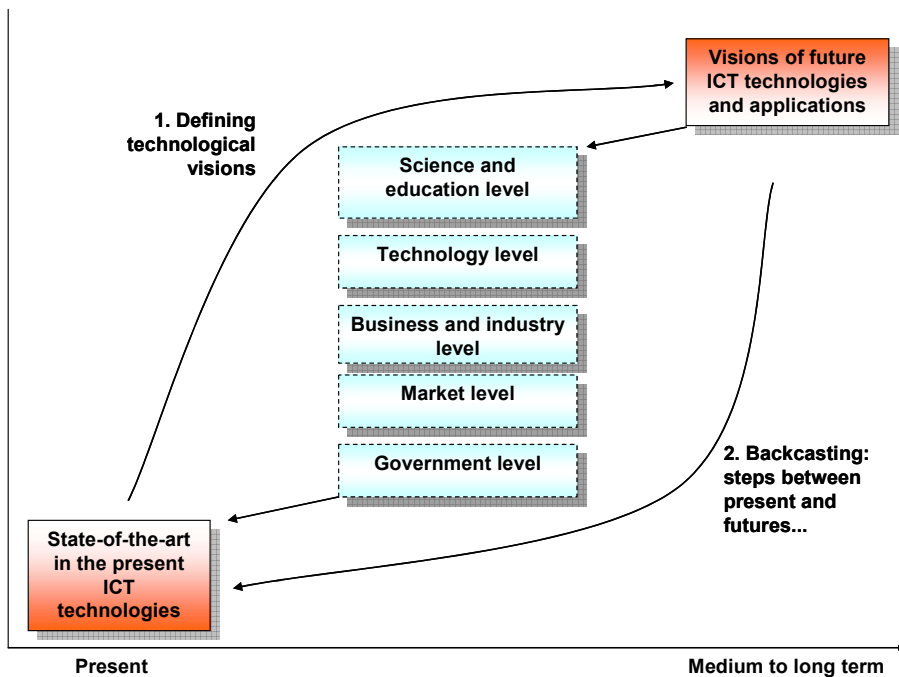 Visions of future
ICT technologies
and applications
1. Defining
technological
visions
Science and
education level
Technology level
Business and industry
level
Market level
Government level
2. Backcasting:
steps between
present and
futures...
State-of-the-art
in the present
ICT
technologies
Present
Medium to long term